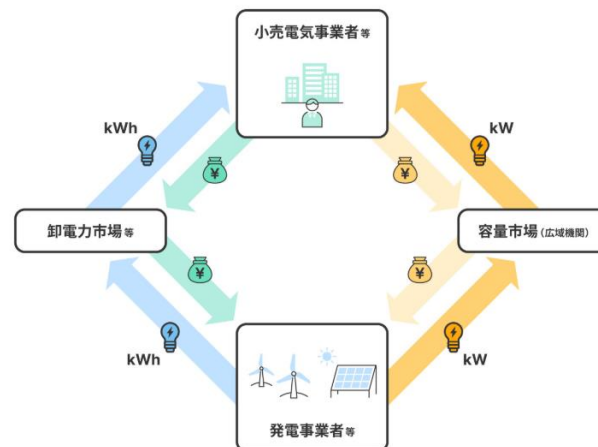 小売電気事業者等
kWh
kW
¥
¥
卸電力市場等
容量市場(広域機関)
¥
¥
kWh
kW
発電事業者等